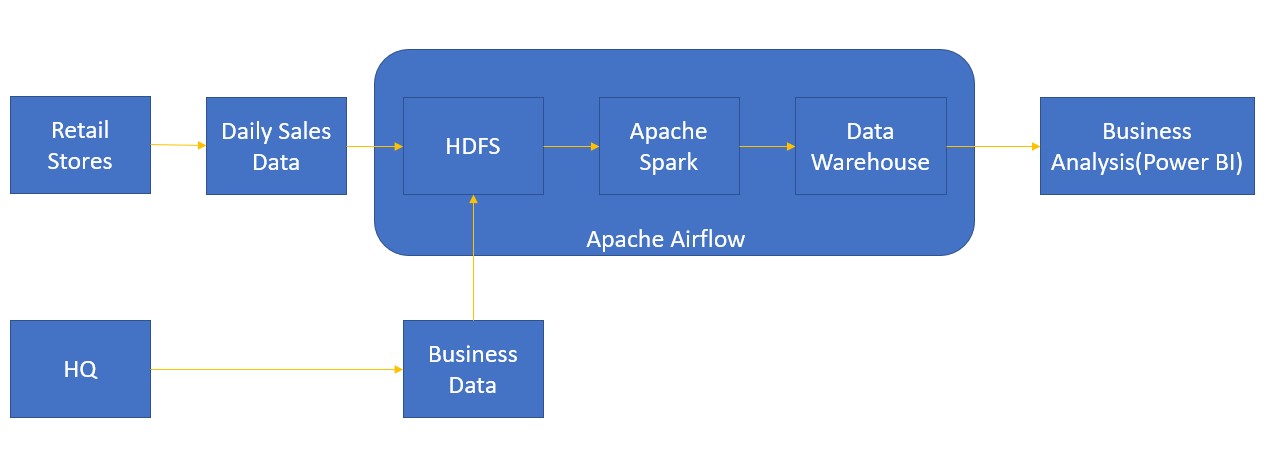 Retail
Stores
Daily Sales
Data
HDFS
Apache
Spark
Data
Warehouse
Business
Analysis(Power BI)
Apache Airflow
HQ
Business
Data